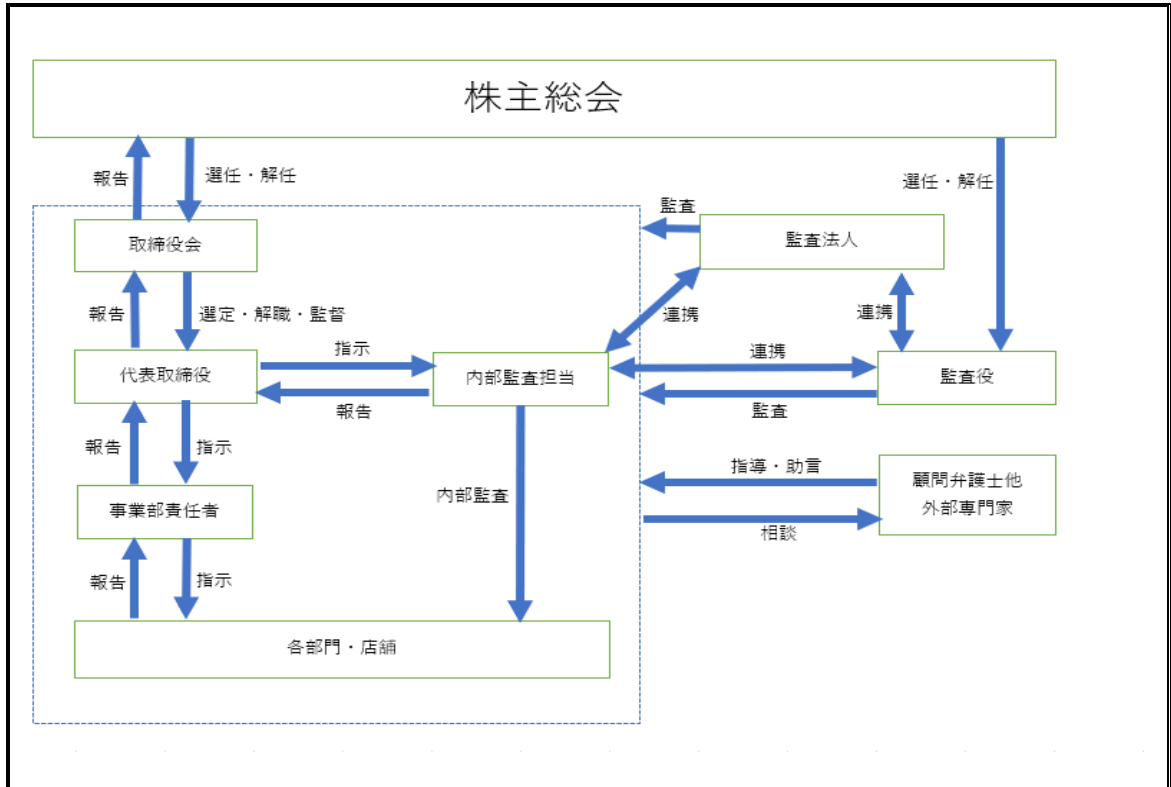 株主総会
報告
選任・解任
選任・解任
監査
取締役会
監査法人
報告
選定・解職・監督
連携
連携
指示
連携
代表取締役
内部監査担当
監査役
報告
監査
報告
指示
指導・助言
顧問弁護士他
外部専門家
内部監査
事業部責任者
相談
報告
指示
各部門・店舗